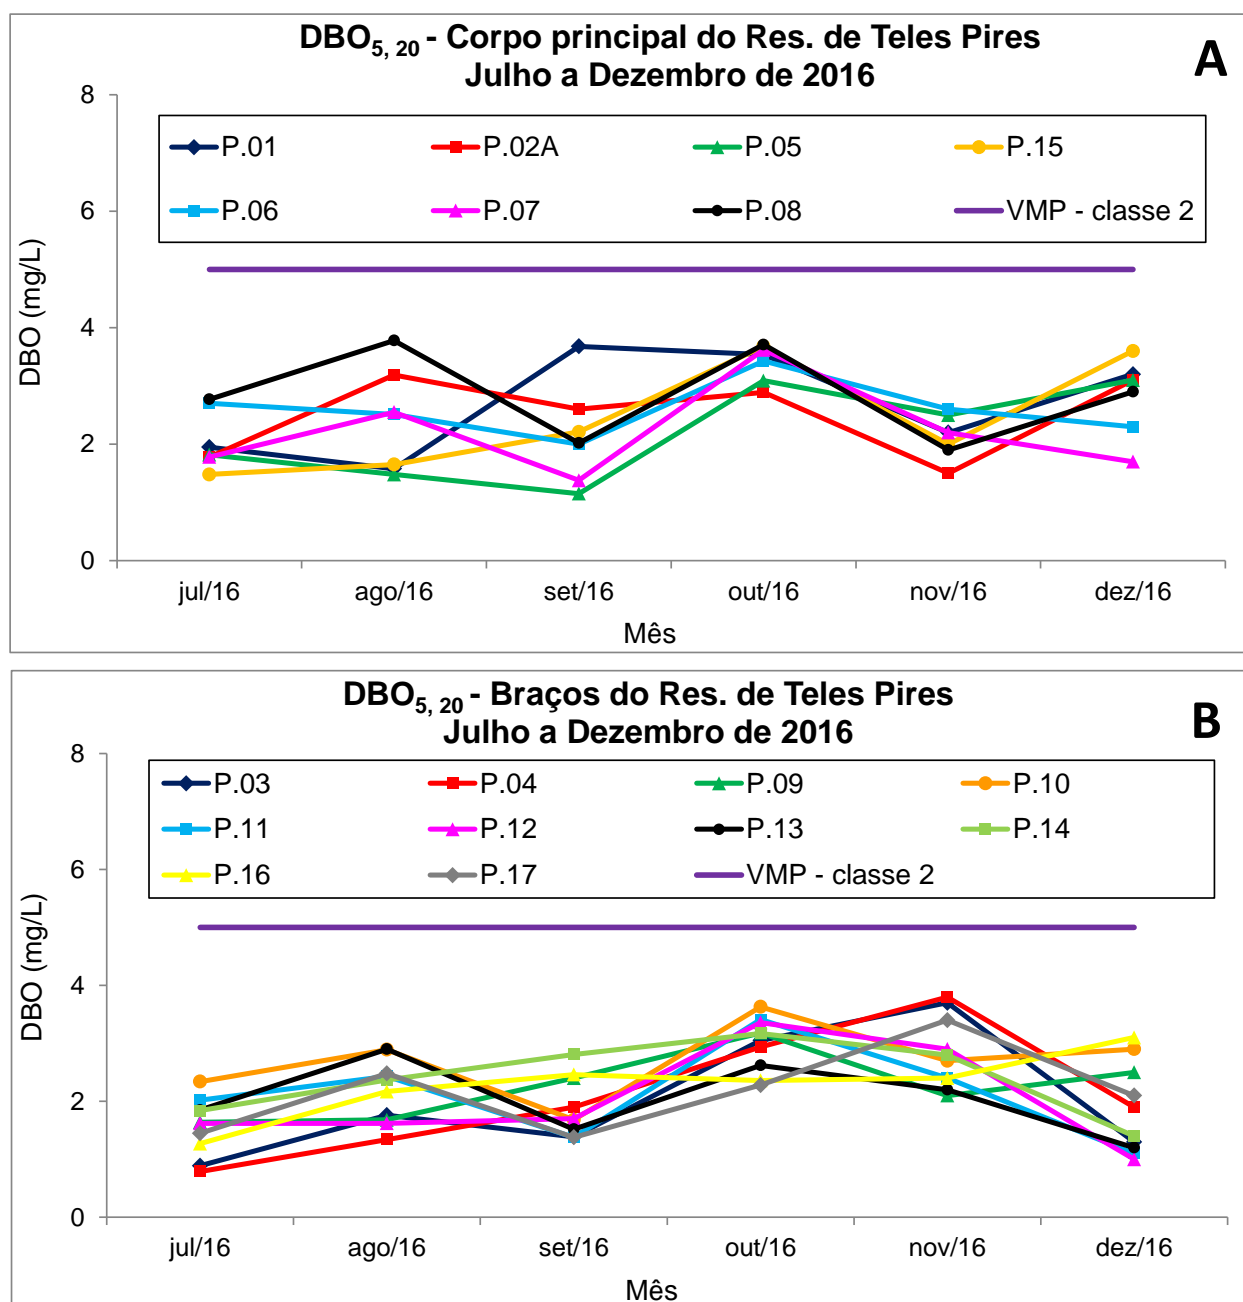 DBO5, 20 - Corpo principal do Res. de Teles Pires
Julho a Dezembro de 2016
A
8
P.01 P.02A P.05 P.15
P.06 P.07 P.08 VMP - classe 2
6
4
2
0
DBO (mg/L)
jul/16 ago/16 set/16 out/16 nov/16 dez/16
Mês
DBO5, 20 - Braços do Res. de Teles Pires
Julho a Dezembro de 2016
B
8
P.03 P.04 P.09 P.10
P.11 P.12 P.13 P.14
P.16 P.17 VMP - classe 2
6
4
2
0
DBO (mg/L)
jul/16 ago/16 set/16 out/16 nov/16 dez/16
Mês